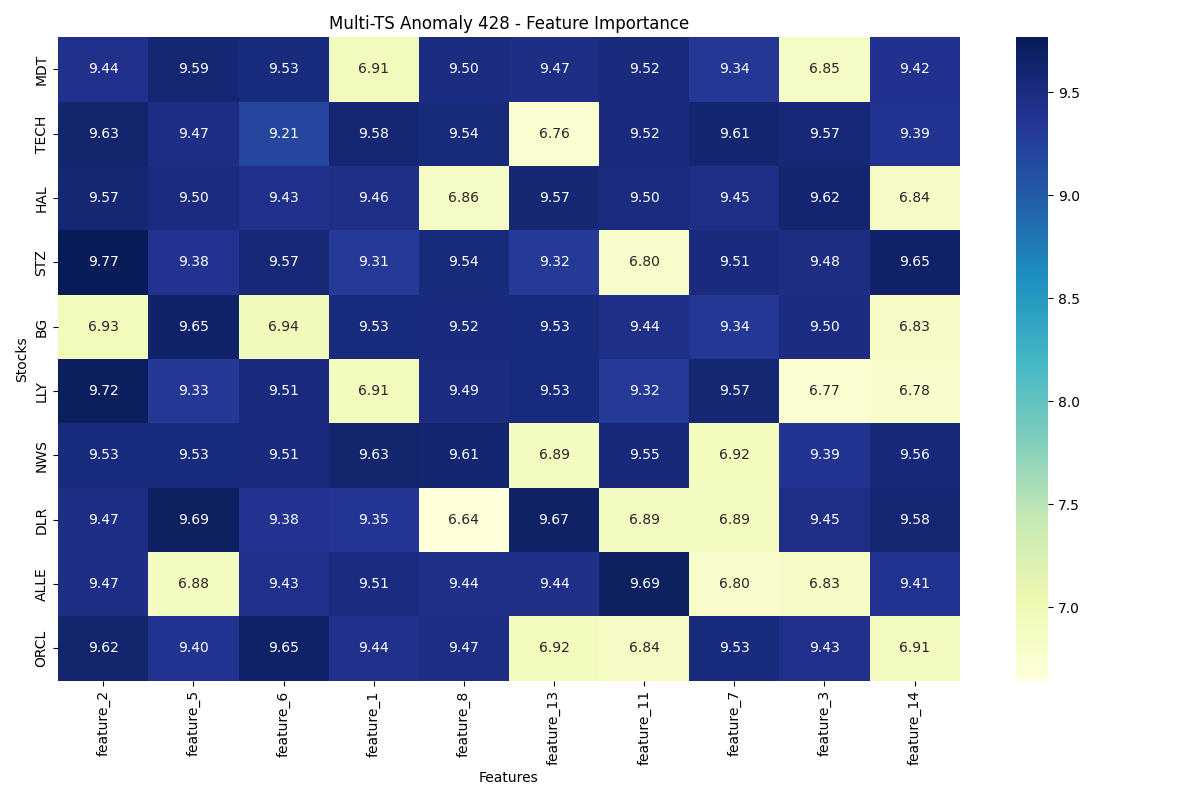 Multi-TS Anomaly 428 - Feature Importance
MDT 9.44 9.59 9.53 6.91 9.50 9.47 9.52 9.34 6.85 9.42
TECH 9.63 9.47 9.21 9.58 9.54 6.76 9.52 9.61 9.57 9.39
HAL 9.57 9.50 9.43 9.46 6.86 9.57 9.50 9.45 9.62 6.84
STZ 9.77 9.38 9.57 9.31 9.54 9.32 6.80 9.51 9.48 9.65
BG 6.93 9.65 6.94 9.53 9.52 9.53 9.44 9.34 9.50 6.83
LLY 9.72 9.33 9.51 6.91 9.49 9.53 9.32 9.57 6.77 6.78
NWS 9.53 9.53 9.51 9.63 9.61 6.89 9.55 6.92 9.39 9.56
DLR 9.47 9.69 9.38 9.35 6.64 9.67 6.89 6.89 9.45 9.58
ALLE 9.47 6.88 9.43 9.51 9.44 9.44 9.69 6.80 6.83 9.41
ORCL 9.62 9.40 9.65 9.44 9.47 6.92 6.84 9.53 9.43 6.91
Stocks
feature_2 feature_5 feature_6 feature_1 feature_8 feature_13 feature_11 feature_7 feature_3 feature_14
Features
9.5
9.0
8.5
8.0
7.5
7.0